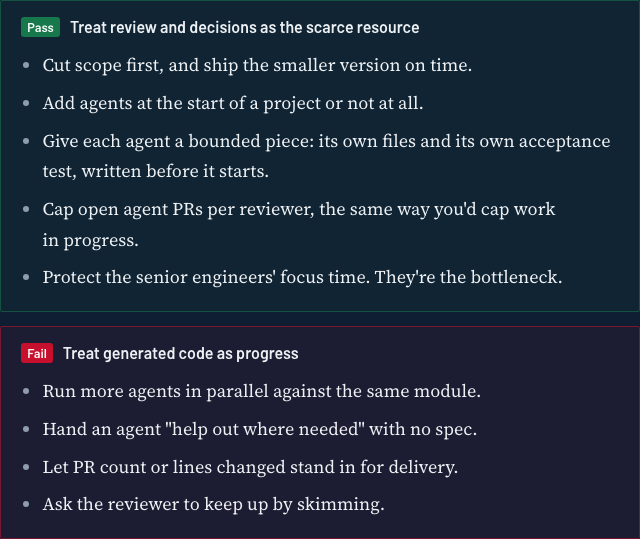 Pass Treat review and decisions as the scarce resource
Cut scope first, and ship the smaller version on time.
Add agents at the start of a project or not at all.
Give each agent a bounded piece: its own files and its own acceptance
test, written before it starts.
Cap open agent PRs per reviewer, the same way you'd cap work
in progress.
Protect the senior engineers' focus time. They're the bottleneck.
Fail Treat generated code as progress
Run more agents in parallel against the same module.
Hand an agent "help out where needed" with no spec.
Let PR count or lines changed stand in for delivery.
Ask the reviewer to keep up by skimming.